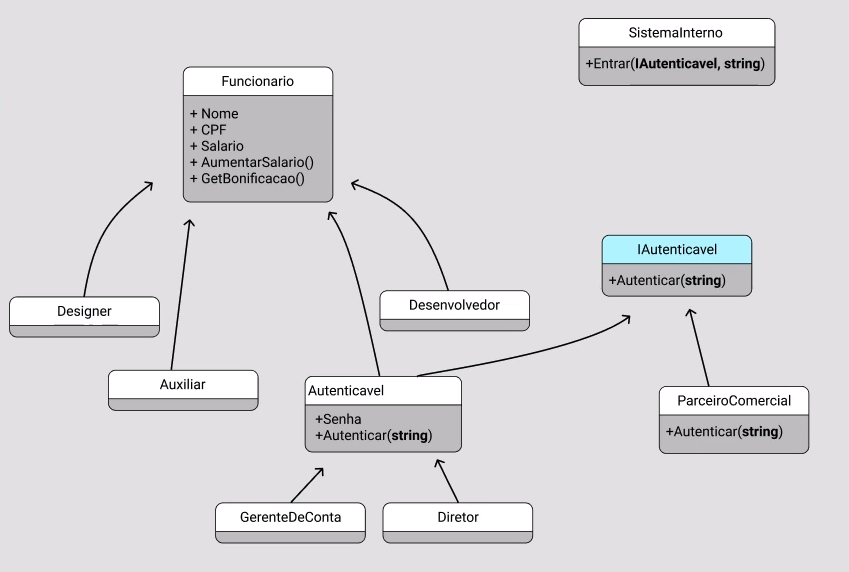 SistemaInterno
+Entrar(IAutenticavel, string)
Funcionario
+ Nome
+ CPF
+ Salario
+ AumentarSalario()
+ GetBonificacao()
IAutenticavel
+Autenticar(string)
Designer
Desenvolvedor
Auxiliar
Autenticavel
+Senha
+Autenticar(string)
ParceiroComercial
+Autenticar(string)
GerenteDeConta
Diretor